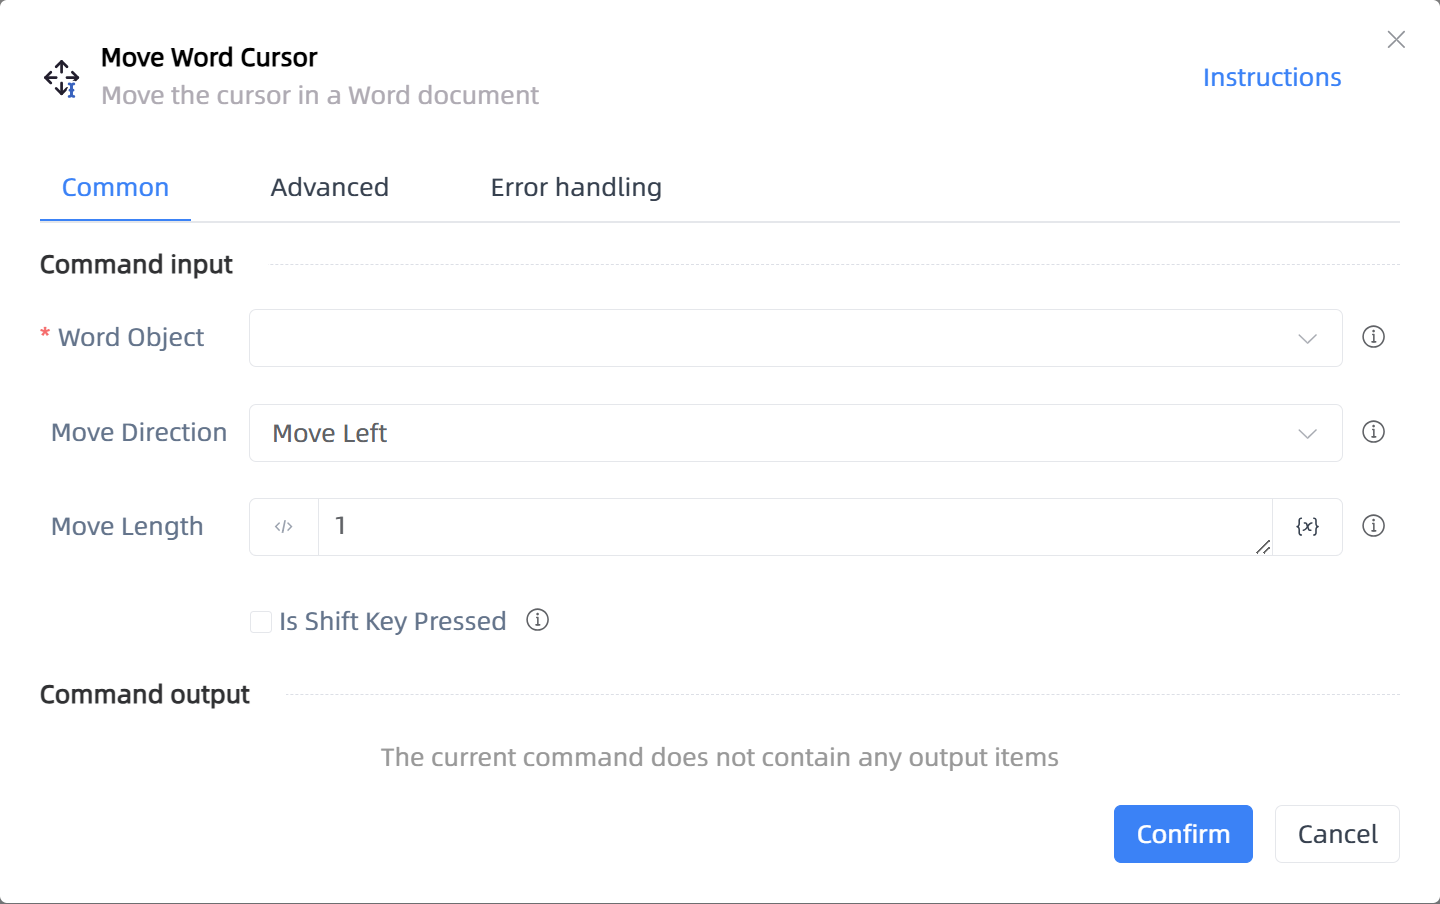 Move Word Cursor
Move the cursor in a Word document
Instructions
Common
Advanced
Error handling
Command input
* Word Object
Move Direction
Move Left
Move Length
</>
1
{x}
Is Shift Key Pressed
Command output
The current command does not contain any output items
Confirm
Cancel